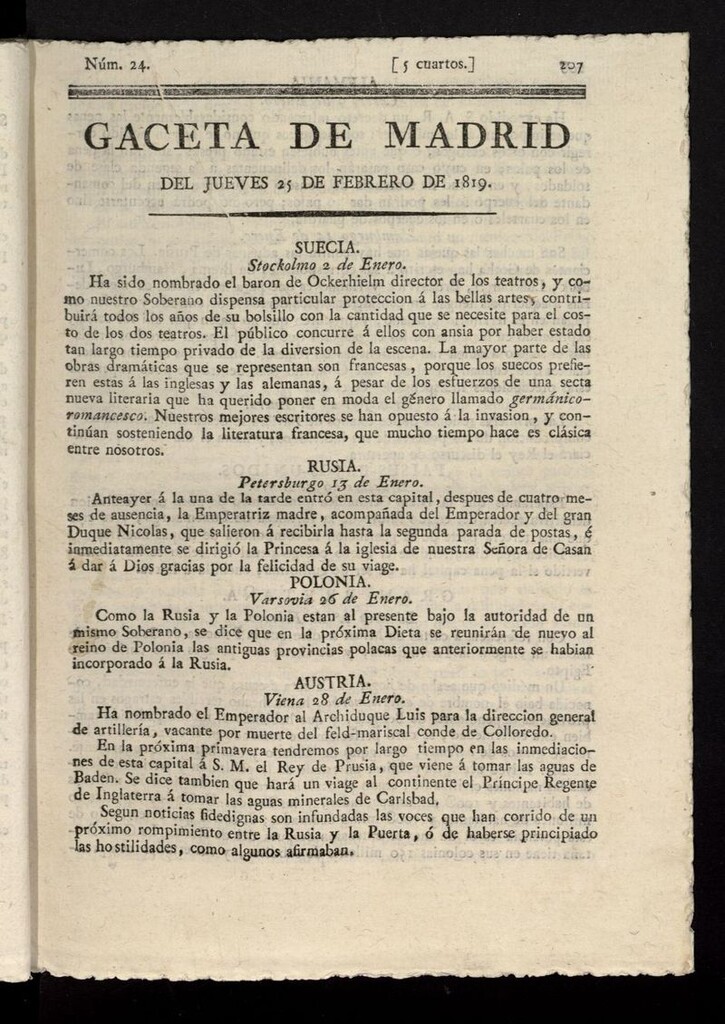 Núm. 24. [5 cuartos.] 207
GACETA DE MADRID
DEL JUEVES 25 DE FEBRERO DE 1819.
SUECIA.
Stockolmo 2 de Enero.
Ha sido nombrado el baron de Ockerhielm director de los teatros, y co-
mo nuestro Soberano dispensa particular proteccion á las bellas artes, contri-
buirá todos los años de su bolsillo con la cantidad que se necesite para el cos-
to de los dos teatros. El público concurre á ellos con ansia por haber estado
tan largo tiempo privado de la diversion de la escena. La mayor parte de las
obras dramáticas que se representan son francesas, porque los suecos prefie-
ren estas á las inglesas y las alemanas, á pesar de los esfuerzos de una secta
nueva literaria que ha querido poner en moda el género llamado germánico-
romancesco. Nuestros mejores escritores se han opuesto á la invasion, y con-
tinúan sosteniendo la literatura francesa, que mucho tiempo hace es clásica
entre nosotros.
RUSIA.
Petersburgo 13 de Enero.
Anteayer á la una de la tarde entró en esta capital, despues de cuatro me-
ses de ausencia, la Emperatriz madre, acompañada del Emperador y del gran
Duque Nicolas, que salieron á recibirla hasta la segunda parada de postas, é
inmediatamente se dirigió la Princesa á la iglesia de nuestra Señora de Casan
á dar á Dios gracias por la felicidad de su viage.
POLONIA.
Varsovia 26 de Enero.
Como la Rusia y la Polonia estan al presente bajo la autoridad de un
mismo Soberano, se dice que en la próxima Dieta se reunirán de nuevo al
reino de Polonia las antiguas provincias polacas que anteriormente se habian
incorporado á la Rusia.
AUSTRIA.
Viena 28 de Enero.
Ha nombrado el Emperador al Archiduque Luis para la direccion general
de artillería, vacante por muerte del feld-mariscal conde de Colloredo.
En la próxima primavera tendremos por largo tiempo en las inmediacio-
nes de esta capital á S. M. el Rey de Prusia, que viene á tomar las aguas de
Baden. Se dice tambien que hará un viage al continente el Príncipe Regente
de Inglaterra á tomar las aguas minerales de Carlsbad.
Segun noticias fidedignas son infundadas las voces que han corrido de un
próximo rompimiento entre la Rusia y la Puerta, ó de haberse principiado
las hostilidades, como algunos afirmaban.